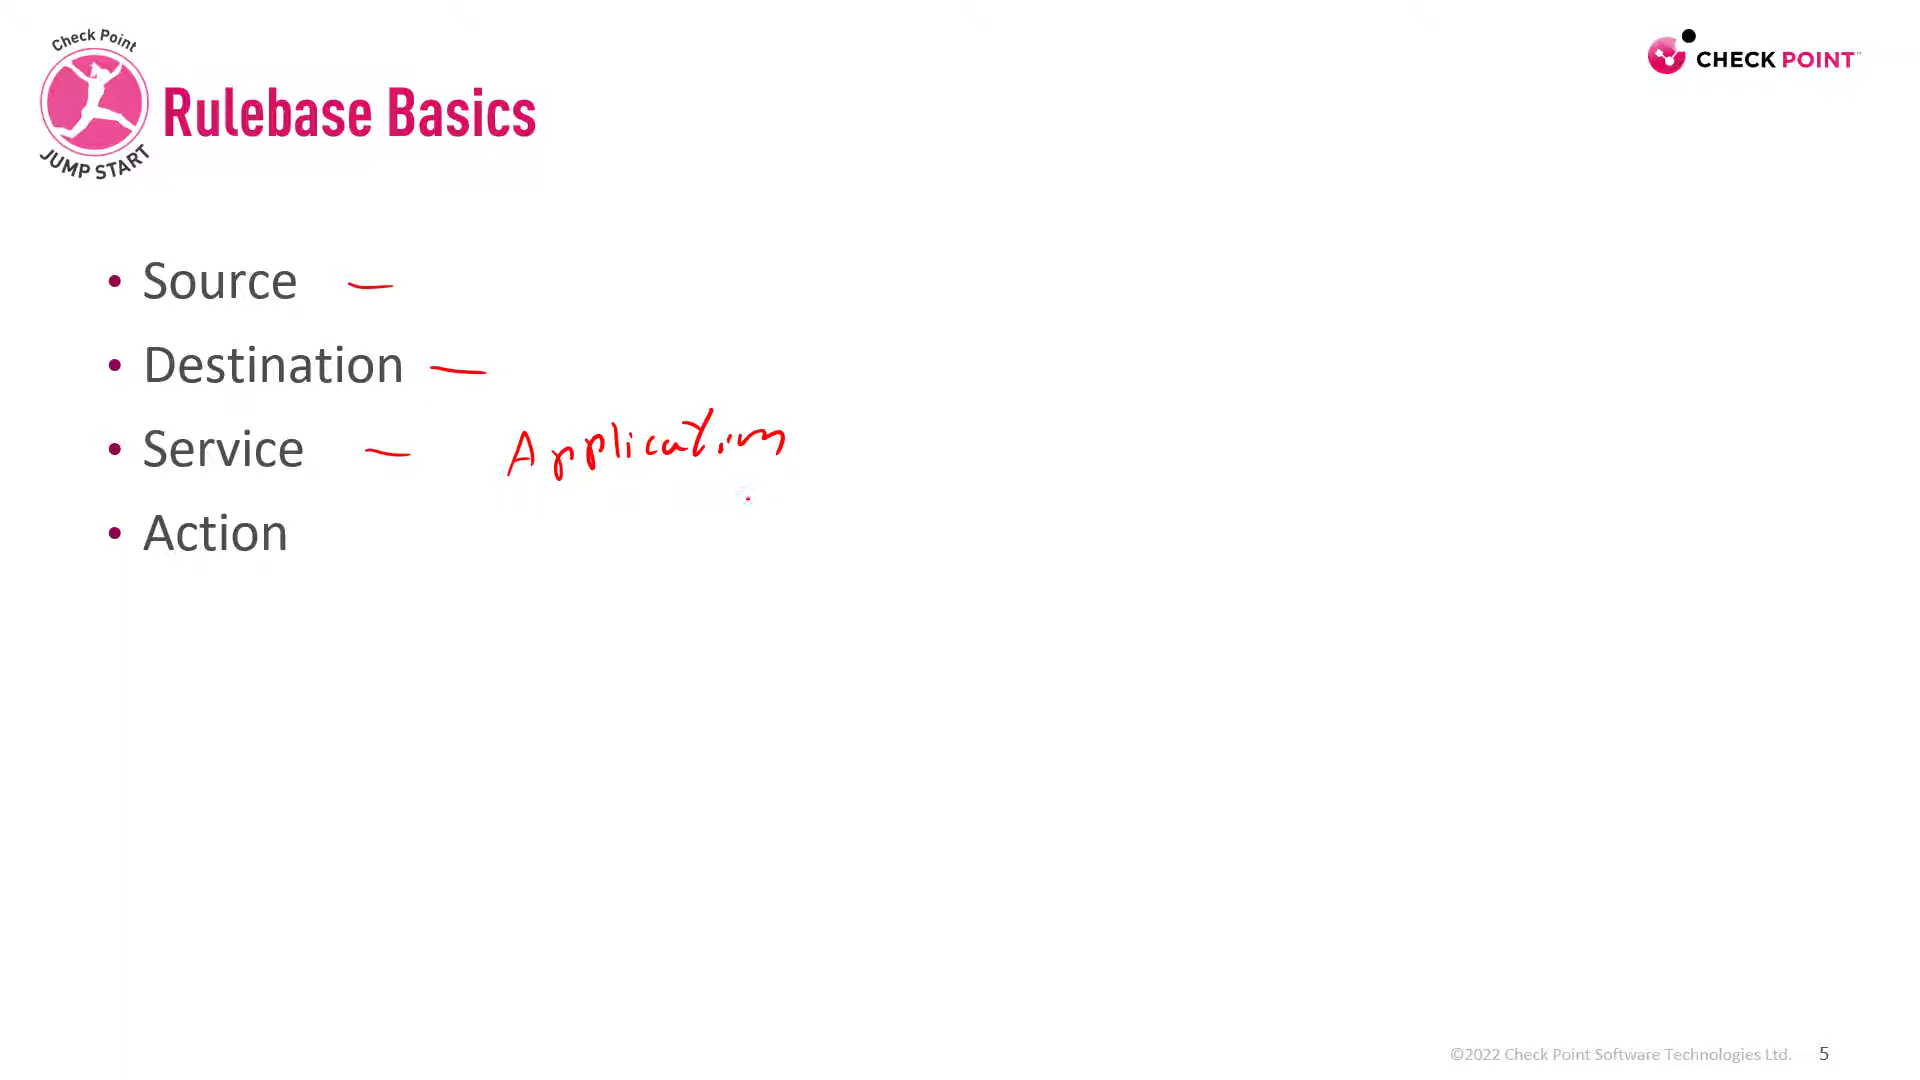 Check Point
JUMP START
Rulebase Basics
CHECK POINT
• Source –
• Destination –
• Service – Application
• Action
©2022 Check Point Software Technologies Ltd. 5